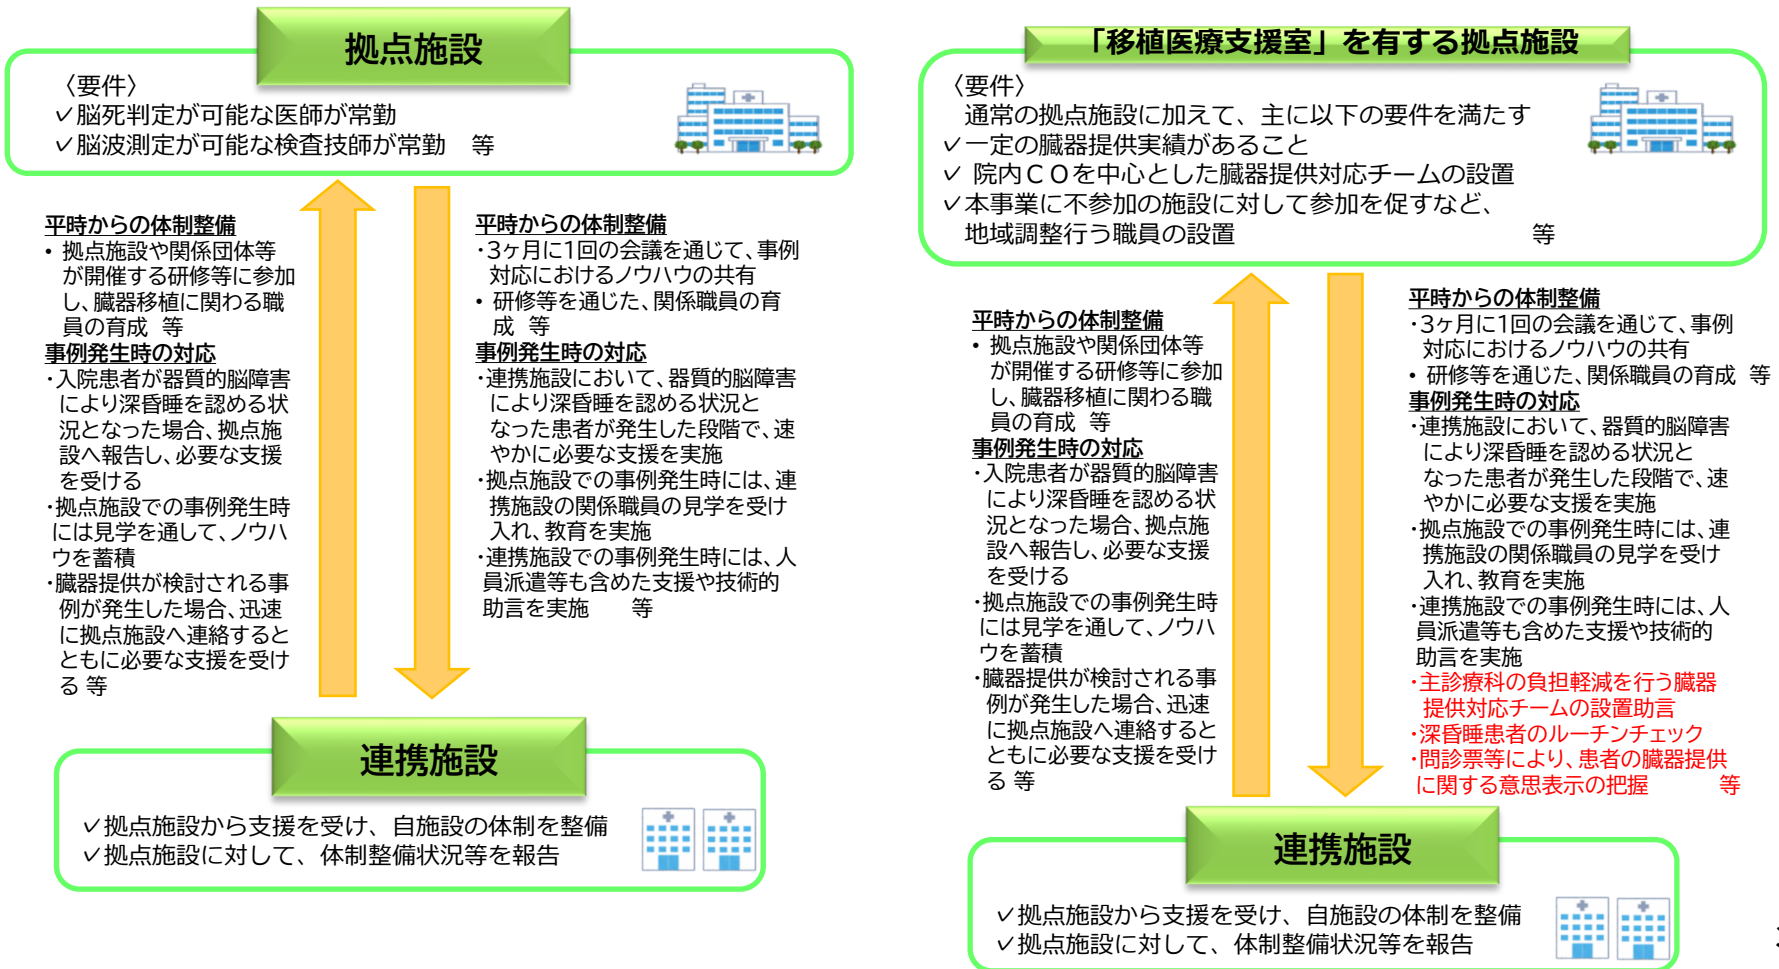 拠点施設
〈要件〉
✓脳死判定が可能な医師が常勤
✓脳波測定が可能な検査技師が常勤　等
平時からの体制整備
• 拠点施設や関係団体等
が開催する研修等に参加
し、臓器移植に関わる職
員の育成　等
事例発生時の対応
・入院患者が器質的脳障害
により深昏睡を認める状
況となった場合、拠点施
設へ報告し、必要な支援
を受ける
・拠点施設での事例発生時
には見学を通して、ノウハ
ウを蓄積
・臓器提供が検討される事
例が発生した場合、迅速
に拠点施設へ連絡すると
ともに必要な支援を受け
る 等
平時からの体制整備
・3ヶ月に1回の会議を通じて、事例
対応におけるノウハウの共有
• 研修等を通じた、関係職員の育
成　等
事例発生時の対応
・連携施設において、器質的脳障害
により深昏睡を認める状況と
なった患者が発生した段階で、速
やかに必要な支援を実施
・拠点施設での事例発生時には、連
携施設の関係職員の見学を受け
入れ、教育を実施
・連携施設での事例発生時には、人
員派遣等も含めた支援や技術的
助言を実施　　等
連携施設
✓拠点施設から支援を受け、自施設の体制を整備
✓拠点施設に対して、体制整備状況等を報告
「移植医療支援室」を有する拠点施設
〈要件〉
通常の拠点施設に加えて、主に以下の要件を満たす
✓一定の臓器提供実績があること
✓ 院内ＣＯを中心とした臓器提供対応チームの設置
✓本事業に不参加の施設に対して参加を促すなど、
地域調整行う職員の設置　　　等
平時からの体制整備
• 拠点施設や関係団体等
が開催する研修等に参加
し、臓器移植に関わる職
員の育成　等
事例発生時の対応
・入院患者が器質的脳障害
により深昏睡を認める状
況となった場合、拠点施
設へ報告し、必要な支援
を受ける
・拠点施設での事例発生時
には見学を通して、ノウハ
ウを蓄積
・臓器提供が検討される事
例が発生した場合、迅速
に拠点施設へ連絡すると
ともに必要な支援を受け
る 等
平時からの体制整備
・3ヶ月に1回の会議を通じて、事例
対応におけるノウハウの共有
• 研修等を通じた、関係職員の育成　等
事例発生時の対応
・連携施設において、器質的脳障害
により深昏睡を認める状況と
なった患者が発生した段階で、速
やかに必要な支援を実施
・拠点施設での事例発生時には、連
携施設の関係職員の見学を受け
入れ、教育を実施
・連携施設での事例発生時には、人
員派遣等も含めた支援や技術的
助言を実施
・主診療科の負担軽減を行う臓器
提供対応チームの設置助言
・深昏睡患者のルーチンチェック
・問診票等により、患者の臓器提供
に関する意思表示の把握　　　等
連携施設
✓拠点施設から支援を受け、自施設の体制を整備
✓拠点施設に対して、体制整備状況等を報告